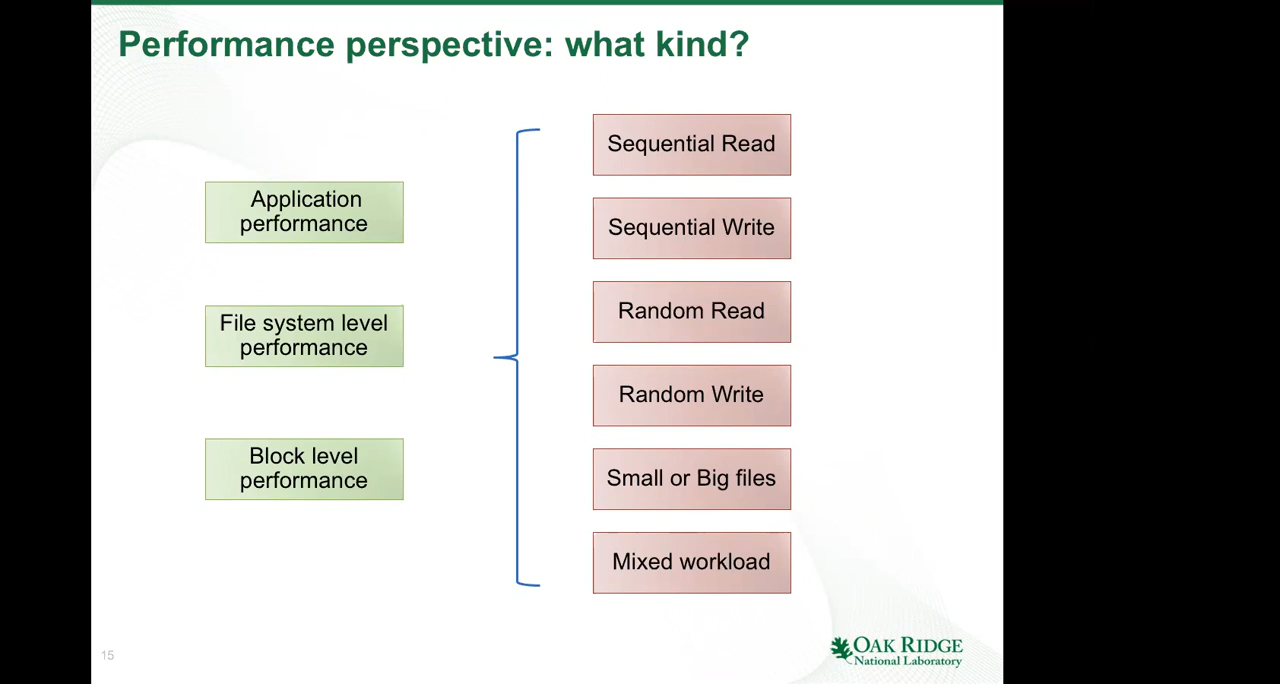 Performance perspective: what kind?
Application
performance
File system level
performance
Block level
performance
Sequential Read
Sequential Write
Random Read
Random Write
Small or Big files
Mixed workload
15
OAK RIDGE
National Laboratory